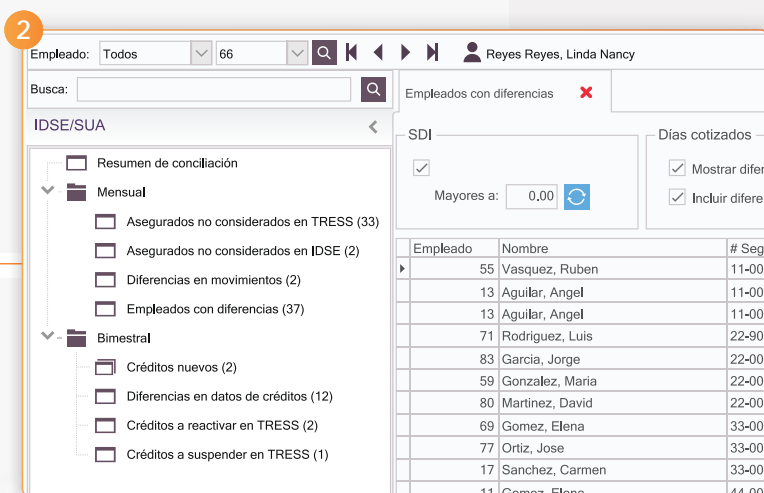 2
Empleado: Todos 66 Reyes Reyes, Linda Nancy
Busca:
Empleados con diferencias
IDSE/SUA
SDI
Días cotizados
Resumen de conciliación
Mensual
Mayores a: 0.00
Mostrar difer
Incluir difere
Asegurados no considerados en TRESS (33)
Asegurados no considerados en IDSE (2)
Diferencias en movimientos (2)
Empleados con diferencias (37)
Bimestral
Créditos nuevos (2)
Diferencias en datos de créditos (12)
Créditos a reactivar en TRESS (2)
Créditos a suspender en TRESS (1)
Empleado Nombre # Seg
55 Vasquez, Ruben 11-00
13 Aguilar, Angel 11-00
13 Aguilar, Angel 11-00
71 Rodriguez, Luis 22-90
83 Garcia, Jorge 22-00
59 Gonzalez, Maria 22-00
80 Martinez, David 22-00
69 Gomez, Elena 33-00
77 Ortiz, Jose 33-00
17 Sanchez, Carmen 33-00
11 Gomez, Elena 44-00